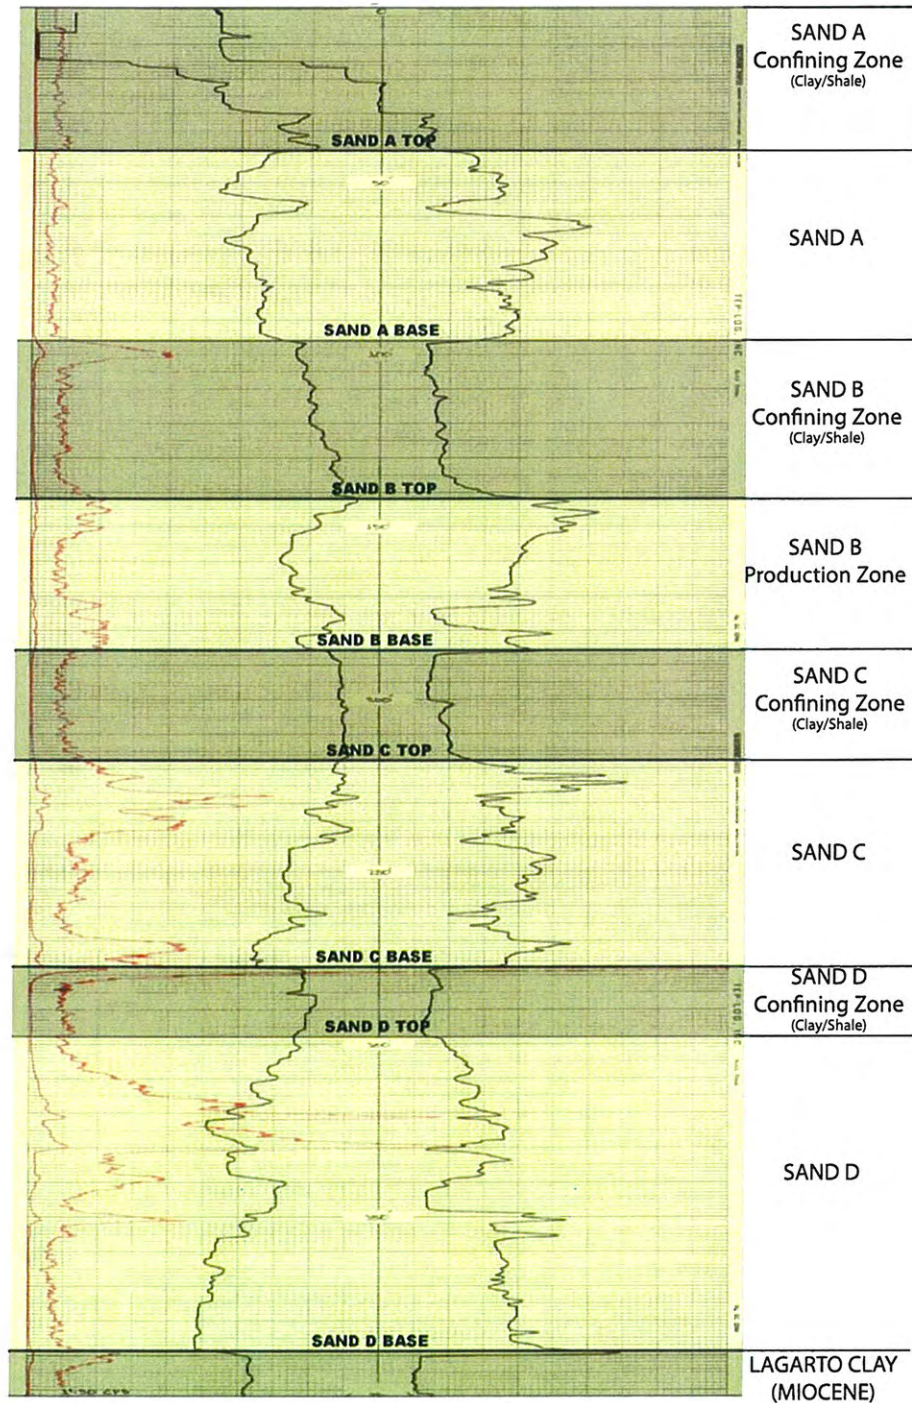 SAND A
Confining Zone
(Clay/Shale)
SAND A TOP
SAND A
SAND A BASE
SAND B
Confining Zone
(Clay/Shale)
SAND B TOP
SAND B
Production Zone
SAND B BASE
SAND C
Confining Zone
(Clay/Shale)
SAND C TOP
SAND C
SAND C BASE
SAND D
Confining Zone
(Clay/Shale)
SAND D TOP
SAND D
SAND D BASE
LAGARTO CLAY
(MIOCENE)